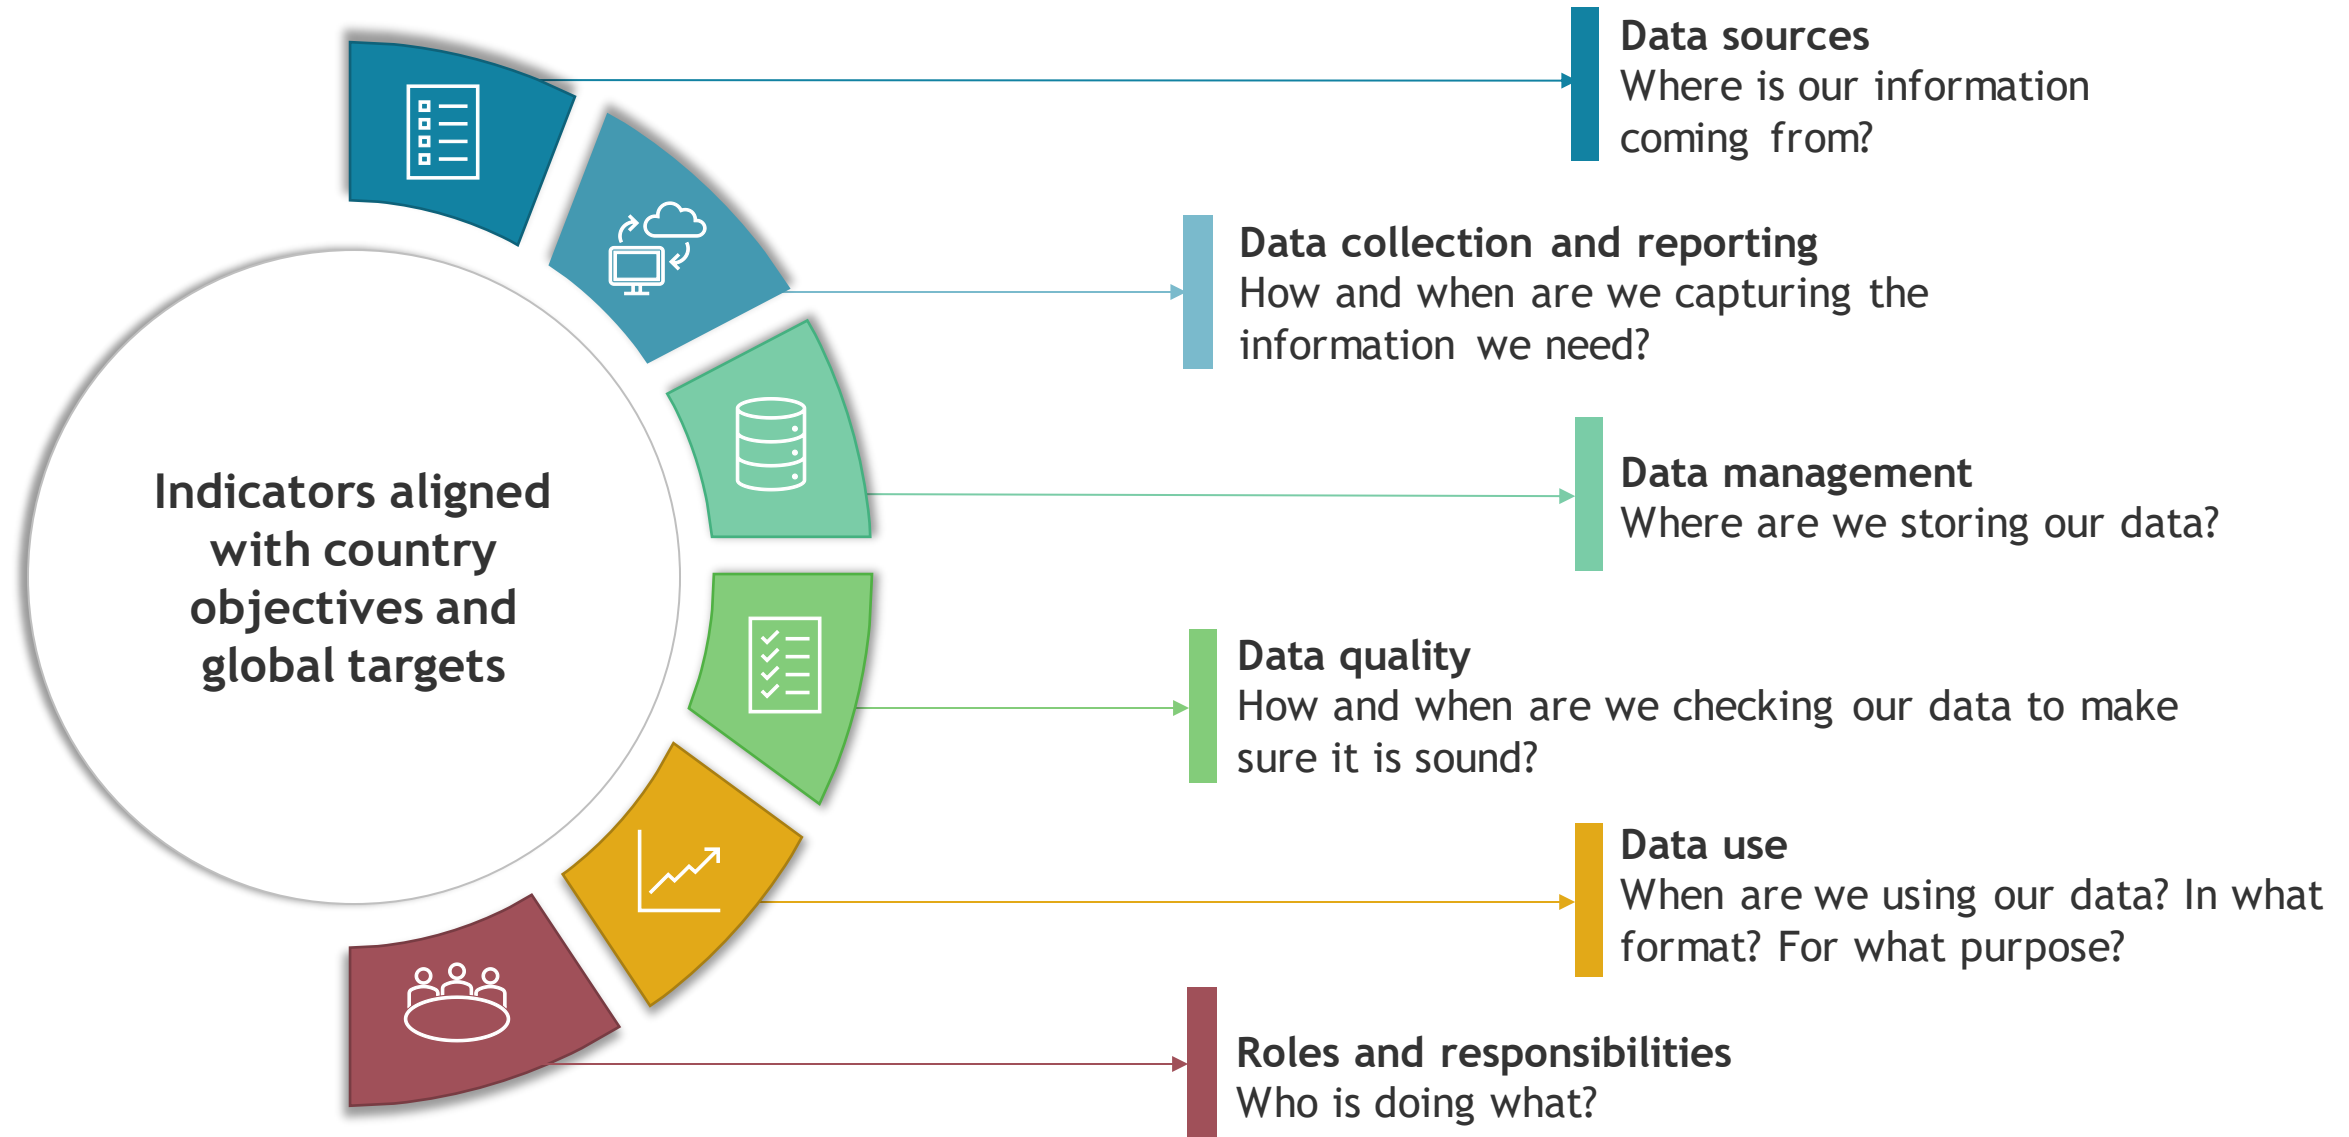 Indicators aligned
with country
objectives and
global targets
Data sources
Where is our information
coming from?
Data collection and reporting
How and when are we capturing the
information we need?
Data management
Where are we storing our data?
Data quality
How and when are we checking our data to make
sure it is sound?
Data use
When are we using our data? In what
format? For what purpose?
Roles and responsibilities
Who is doing what?